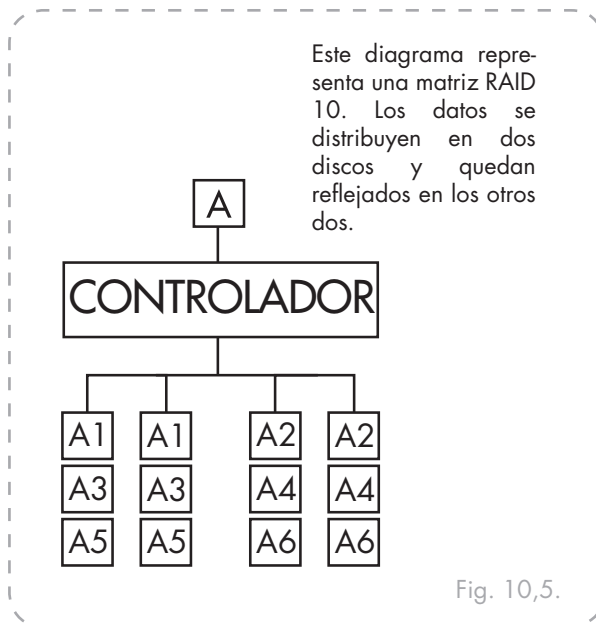 Este diagrama repre-
senta una matriz RAID
10. Los datos se
distribuyen en dos
discos y quedan
reflejados en los otros
dos.
A
CONTROLADOR
A1 A1 A2 A2
A3 A3 A4 A4
A5 A5 A6 A6
Fig. 10,5.